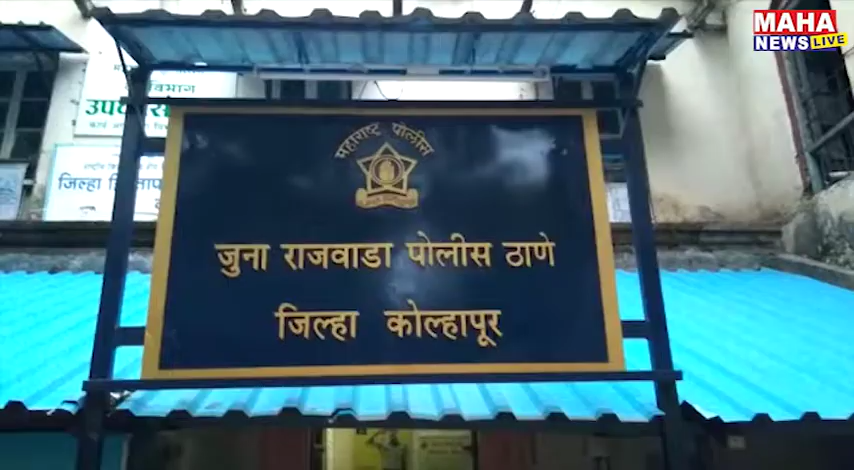 MAHA
NEWS LIVE
महाराष्ट्र पोलीस
जुना राजवाडा पोलीस ठाणे
जिल्हा कोल्हापूर
जिल्हा